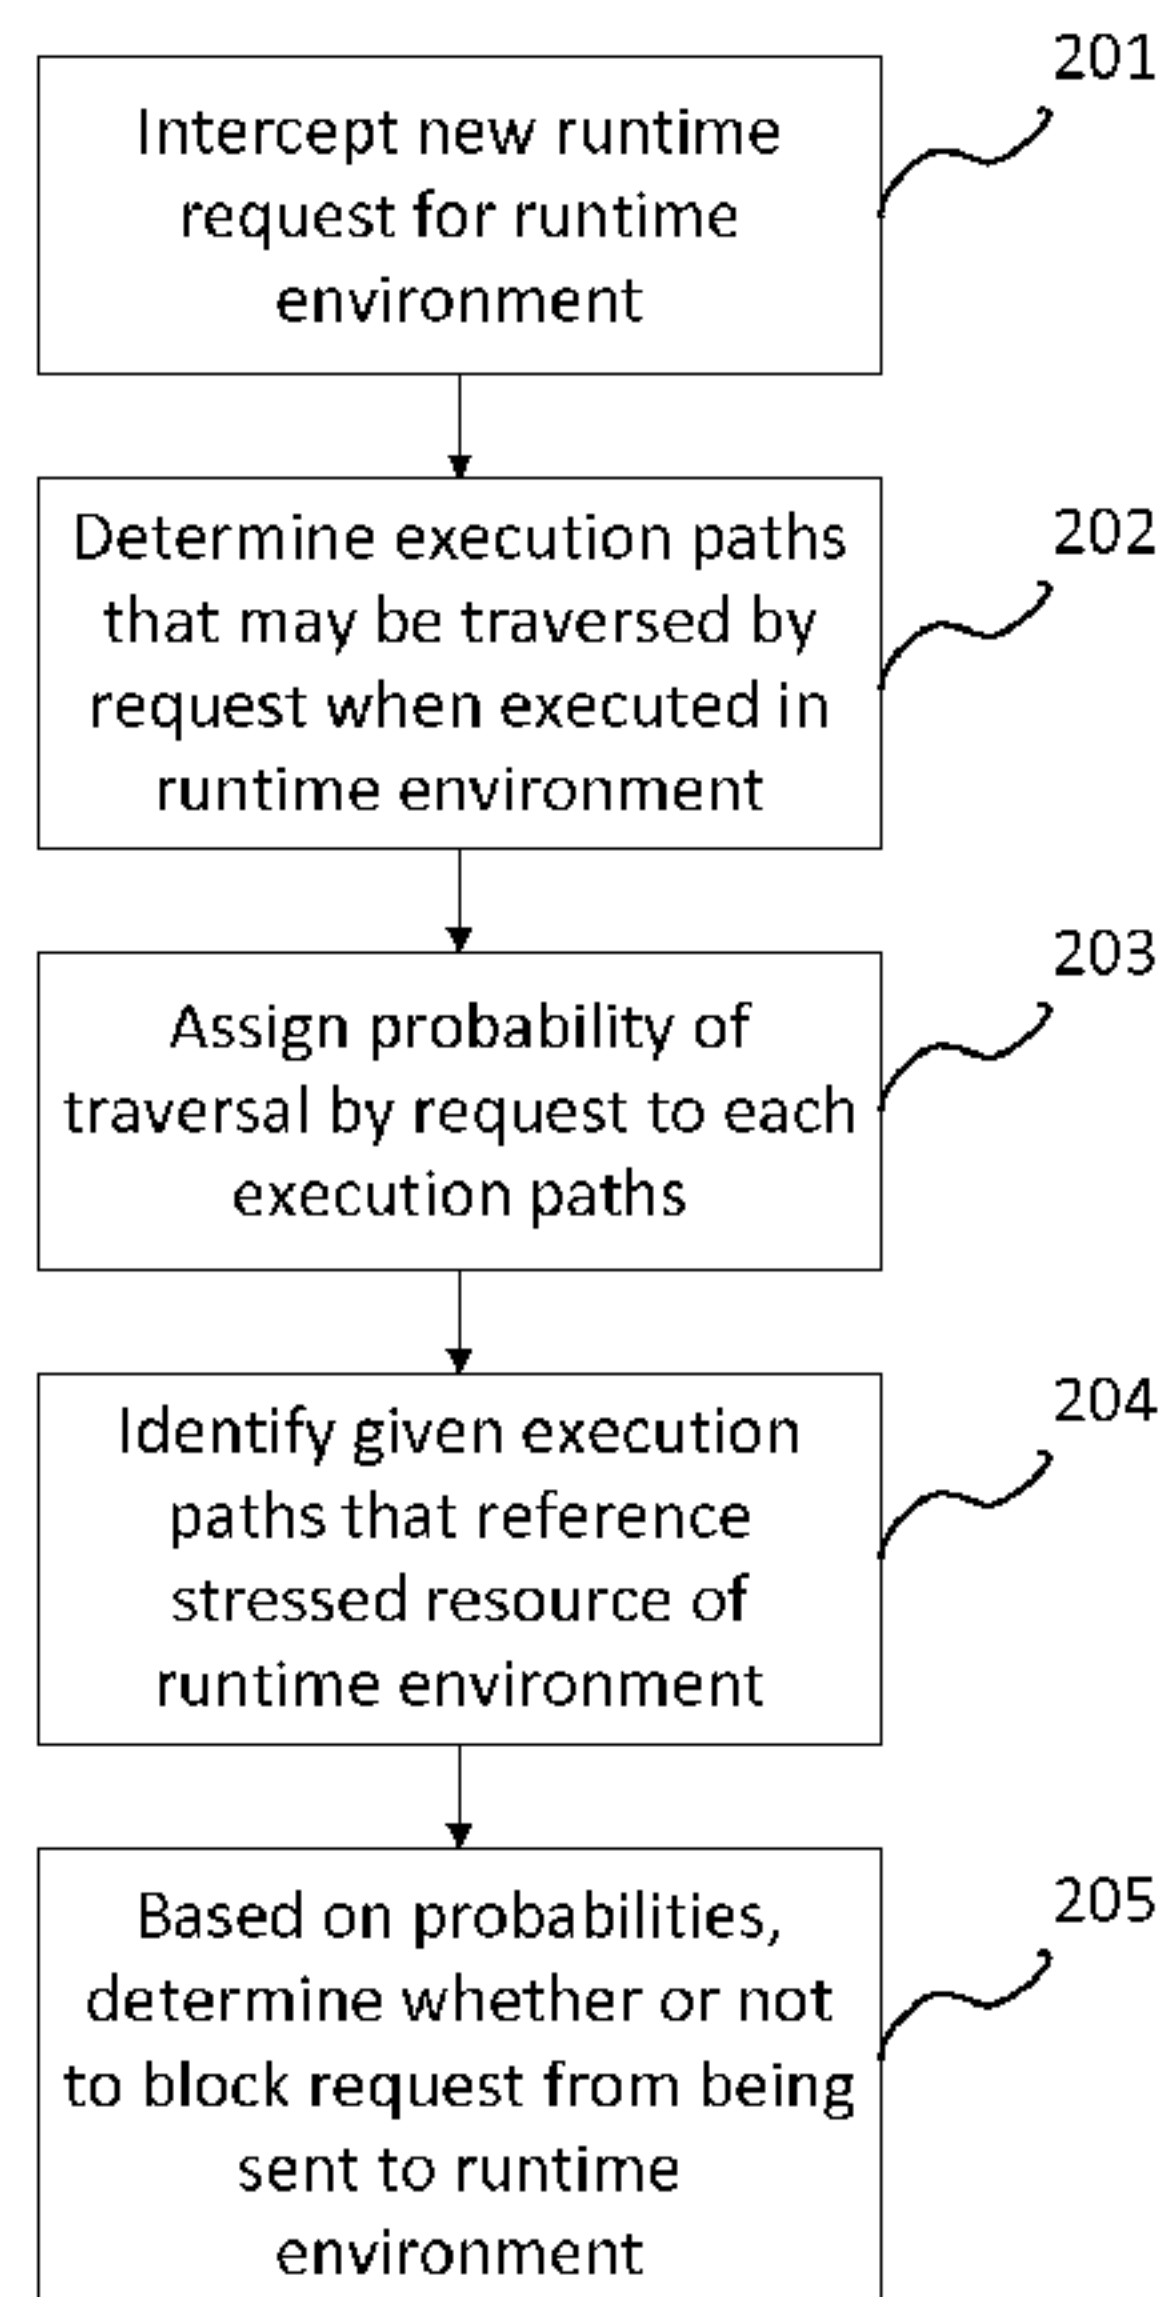 201
Intercept new runtime
request for runtime
environment
202
Determine execution paths
that may be traversed by
request when executed in
runtime environment
203
Assign probability of
traversal by request to each
execution paths
204
Identify given execution
paths that reference
stressed resource of
runtime environment
205
Based on probabilities,
determine whether or not
to block request from being
sent to runtime
environment